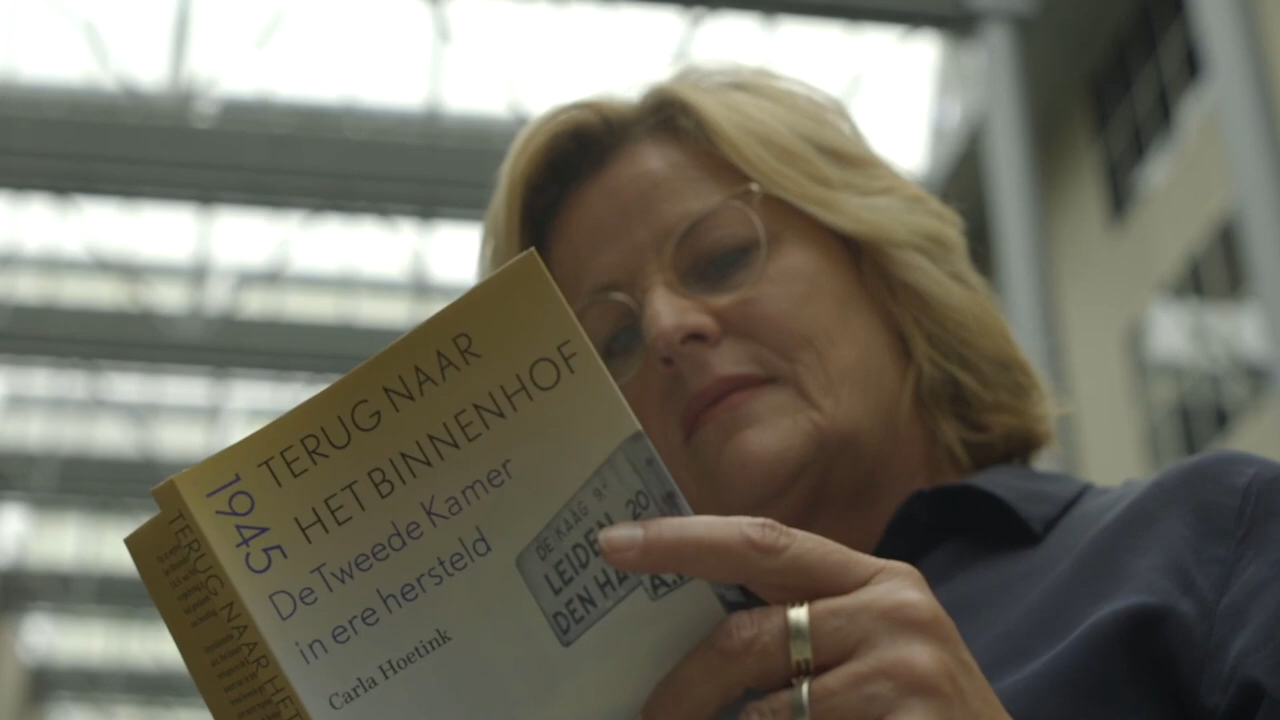 1945
TERUG NAAR
HET BINNENHOF
De Tweede Kamer
in ere hersteld
Carla Hoetink
DE KAAG 9
LEIDEN 20
DEN
TERUG NAAR HET